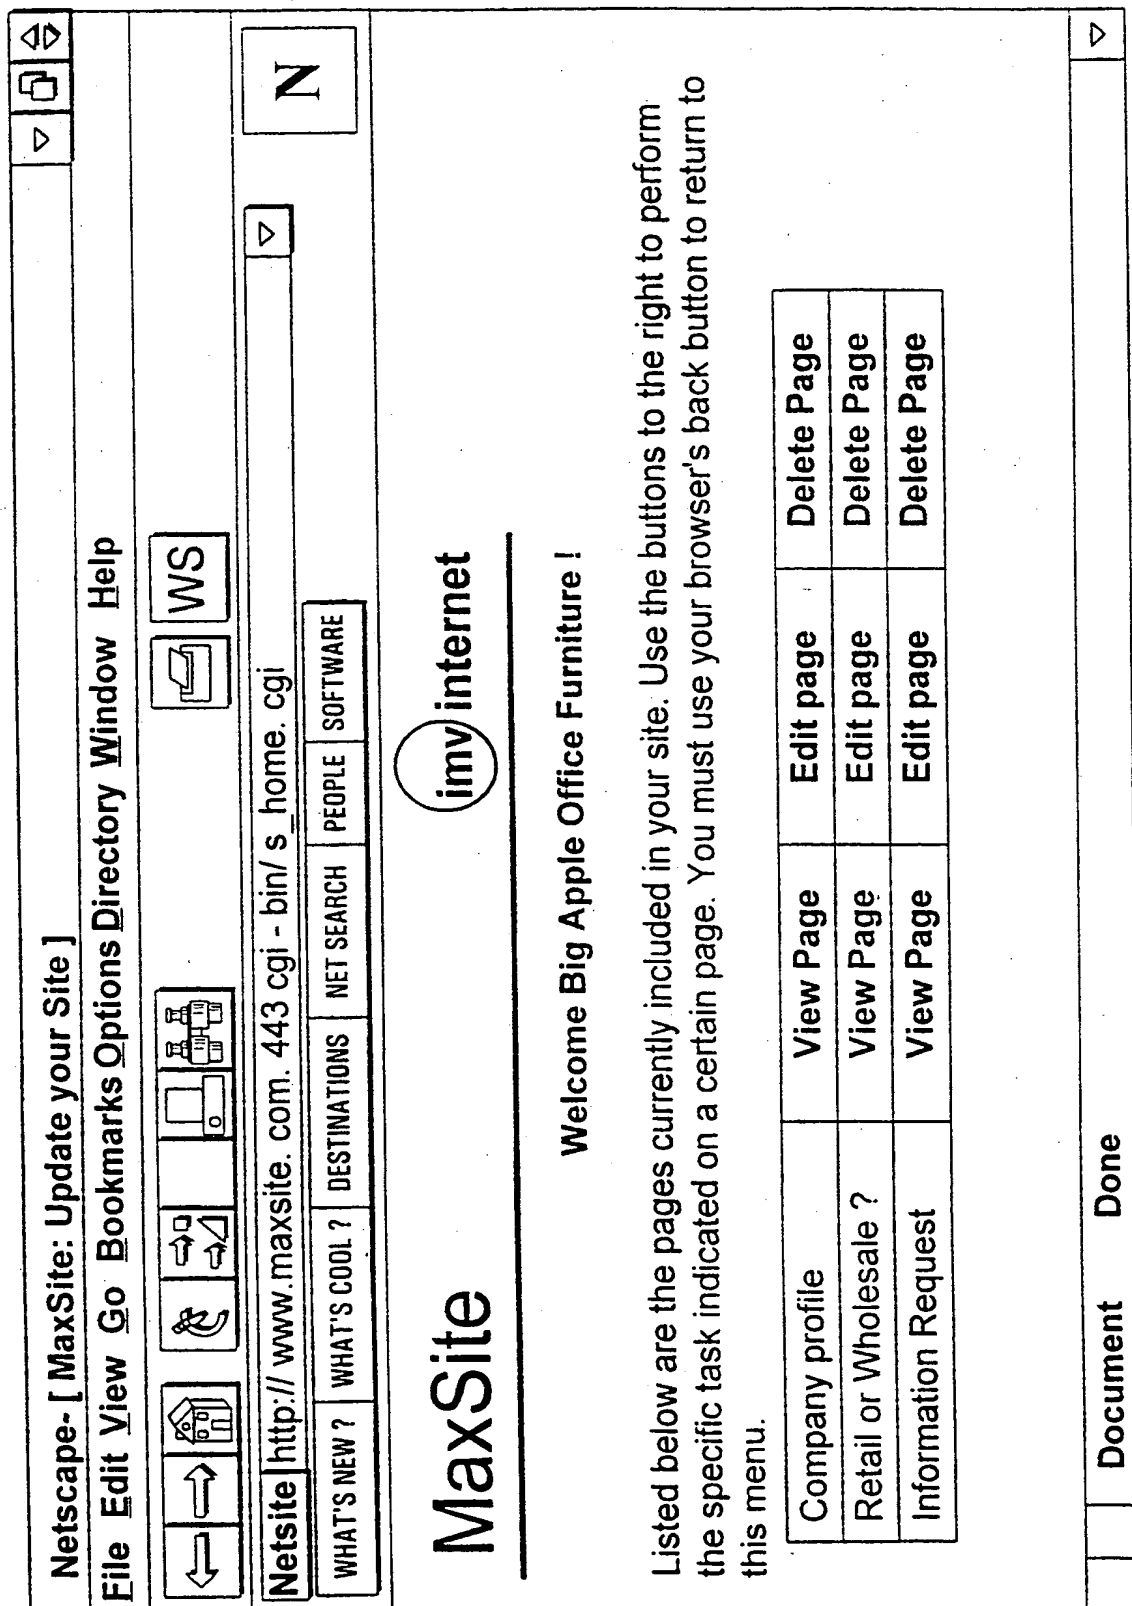 Netscape- [ MaxSite: Update your Site ]
File Edit View Go Bookmarks Options Directory Window Help
WS
Netsite http:// www.maxsite. com. 443 cgi - bin/ s_home. cgi
N
WHAT'S NEW ? WHAT'S COOL ? DESTINATIONS NET SEARCH PEOPLE SOFTWARE
MaxSite imv internet
Welcome Big Apple Office Furniture !
Listed below are the pages currently included in your site. Use the buttons to the right to perform
the specific task indicated on a certain page. You must use your browser's back button to return to
this menu.
Company profile View Page Edit page Delete Page
Retail or Wholesale ? View Page Edit page Delete Page
Information Request View Page Edit page Delete Page
Document Done